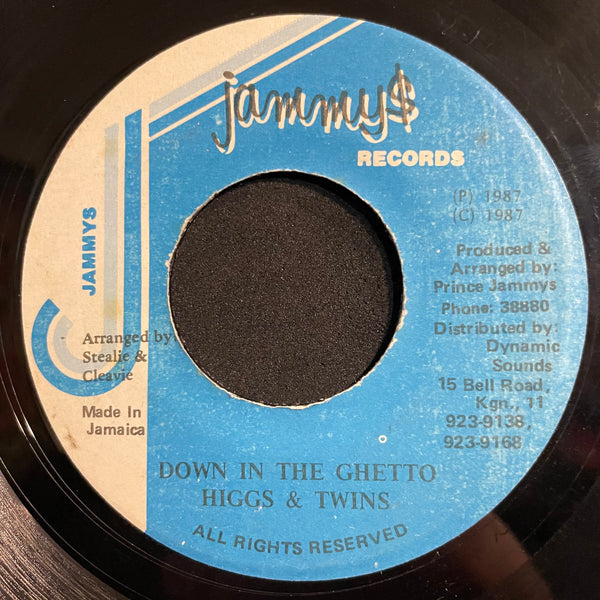 jammy$
RECORDS
JAMMYS
(P) 1987
(C) 1987
Produced &
Arranged by:
Prince Jammys
Phone: 38880
Distributed by:
Dynamic
Sounds
15 Bell Road,
Kgn., 11
923-9138,
923-9168
Arranged by
Stealie &
Cleavie
Made In
Jamaica
DOWN IN THE GHETTO
HIGGS & TWINS
ALL RIGHTS RESERVED